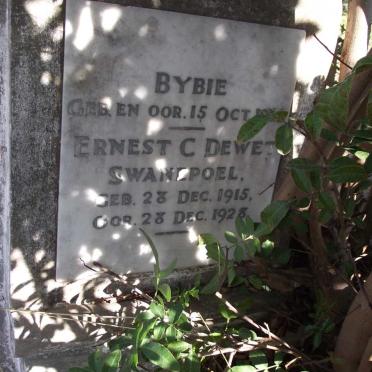 BYBIE
GEB. EN OOR. 15 OCT.
ERNEST C DEWET
SWANEPOEL,
GEB. 28 DEC. 1915,
OOR. 28 DEC. 1928.